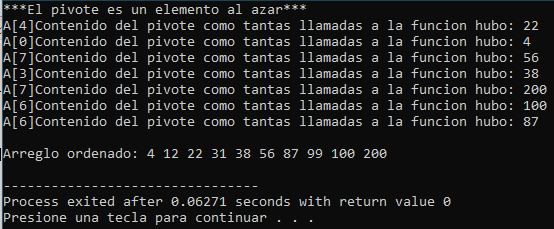 ***El pivote es un elemento al azan***
A[4]Contenido del pivote como tantas llamadas a la funcion hubo: 22
A[0]Contenido del pivote como tantas llamadas a la funcion hubo: 4
A[7]Contenido del pivote como tantas llamadas a la funcion hubo: 56
A[3]Contenido del pivote como tantas llamadas a la funcion hubo: 38
A[7]Contenido del pivote como tantas llamadas a la funcion hubo: 200
A[6]Contenido del pivote como tantas llamadas a la funcion hubo: 100
A[6]Contenido del pivote como tantas llamadas a la funcion hubo: 87
Arreglo ordenado: 4 12 22 31 38 56 87 99 100 200
--------------------------------
Process exited after 0.06271 seconds with return value 0
Presione una tecla para continuar . . .